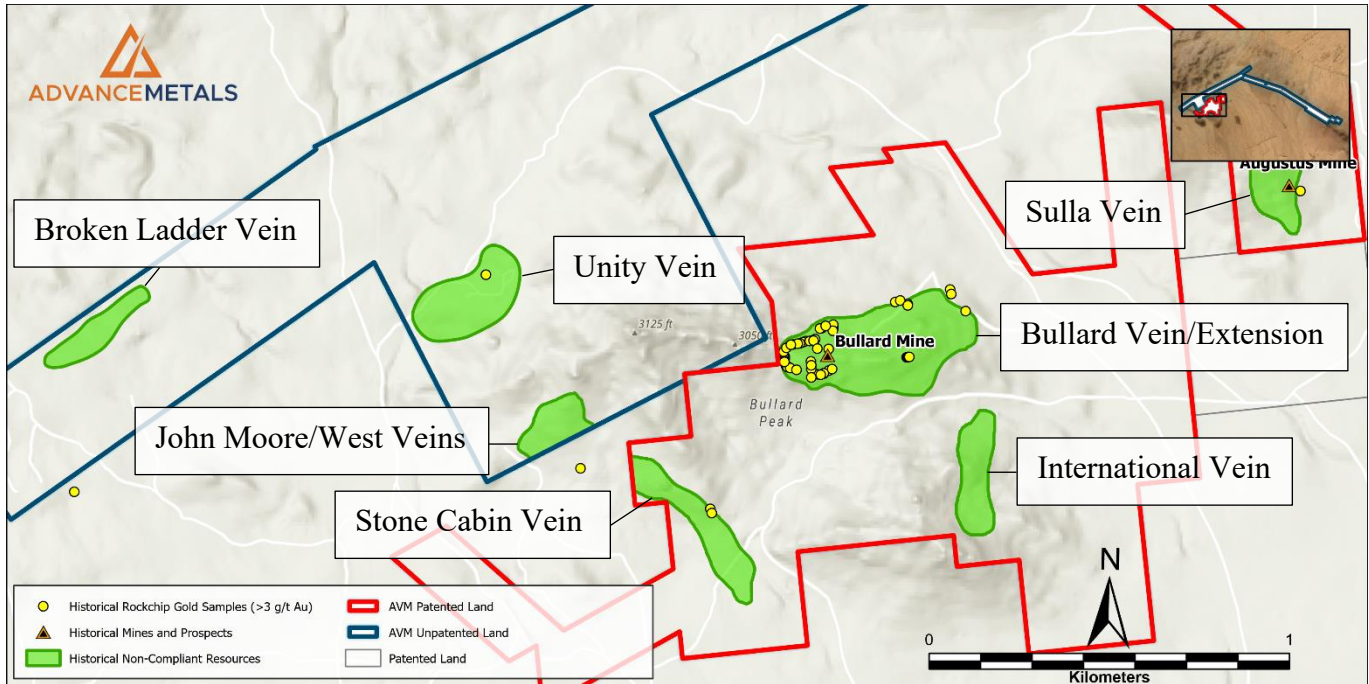 ADVANCEMETALS
Augustus Mine
Sulla Vein
Broken Ladder Vein
Unity Vein
3125 ft
3050 ft
Bullard Mine
Bullard Vein/Extension
Bullard
Peak
John Moore/West Veins
International Vein
Stone Cabin Vein
N
Historical Rockchip Gold Samples (>3 g/t Au)
AVM Patented Land
Historical Mines and Prospects
AVM Unpatented Land
Historical Non-Compliant Resources
Patented Land
0 1
Kilometers